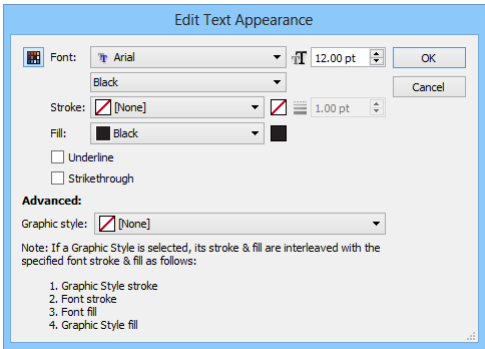 Edit Text Appearance
Font: Arial 12.00 pt OK
Black Cancel
Stroke: [None] 1.00 pt
Fill: Black
Underline
Strikethrough
Advanced:
Graphic style: [None]
Note: If a Graphic Style is selected, its stroke & fill are interleaved with the
specified font stroke & fill as follows:
1. Graphic Style stroke
2. Font stroke
3. Font fill
4. Graphic Style fill